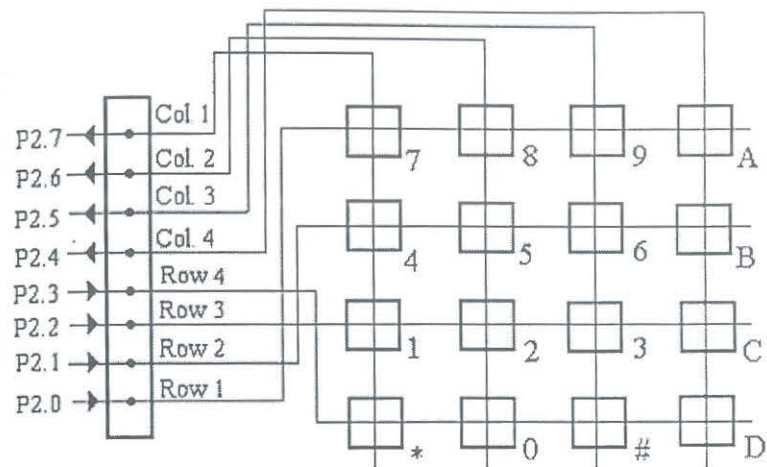 P2.7 Col. 1
P2.6 Col. 2
P2.5 Col. 3
P2.4 Col. 4
P2.3 Row 4
P2.2 Row 3
P2.1 Row 2
P2.0 Row 1
7 8 9 A
4 5 6 B
1 2 3 C
* 0 # D